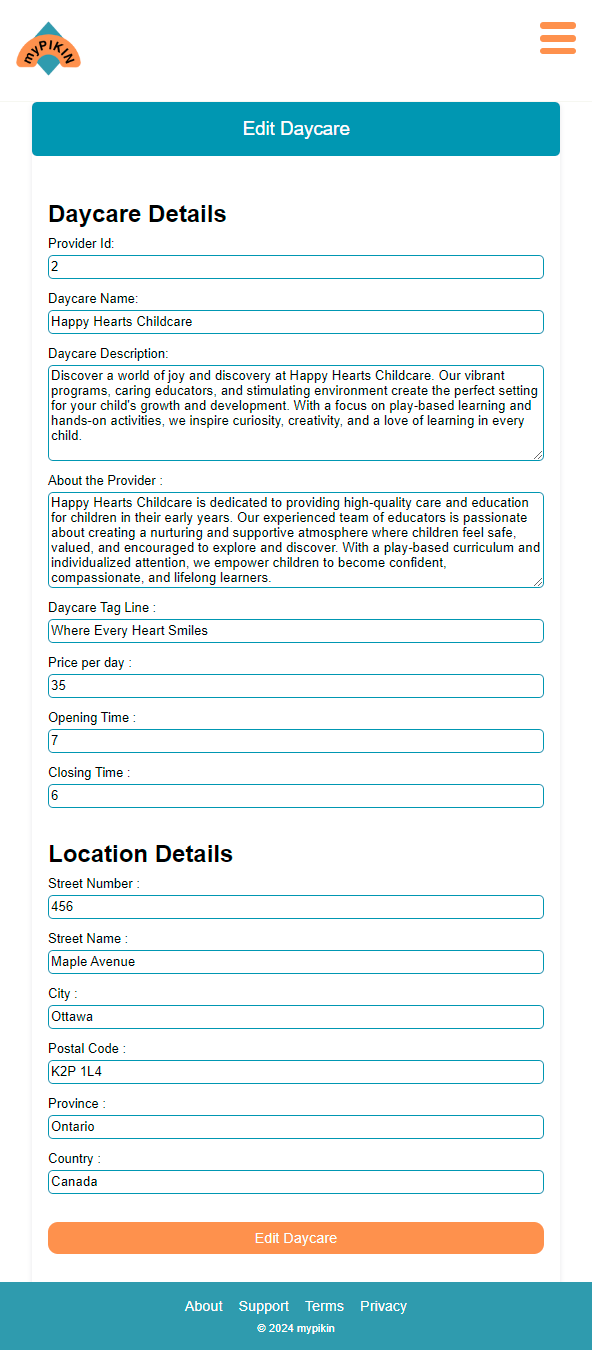 myPIKIN
Edit Daycare
Daycare Details
Provider Id:
2
Daycare Name:
Happy Hearts Childcare
Daycare Description:
Discover a world of joy and discovery at Happy Hearts Childcare. Our vibrant
programs, caring educators, and stimulating environment create the perfect setting
for your child's growth and development. With a focus on play-based learning and
hands-on activities, we inspire curiosity, creativity, and a love of learning in every
child.
About the Provider :
Happy Hearts Childcare is dedicated to providing high-quality care and education
for children in their early years. Our experienced team of educators is passionate
about creating a nurturing and supportive atmosphere where children feel safe,
valued, and encouraged to explore and discover. With a play-based curriculum and
individualized attention, we empower children to become confident,
compassionate, and lifelong learners.
Daycare Tag Line :
Where Every Heart Smiles
Price per day :
35
Opening Time :
7
Closing Time :
6
Location Details
Street Number :
456
Street Name :
Maple Avenue
City :
Ottawa
Postal Code :
K2P 1L4
Province :
Ontario
Country :
Canada
Edit Daycare
About Support Terms Privacy
© 2024 mypikin